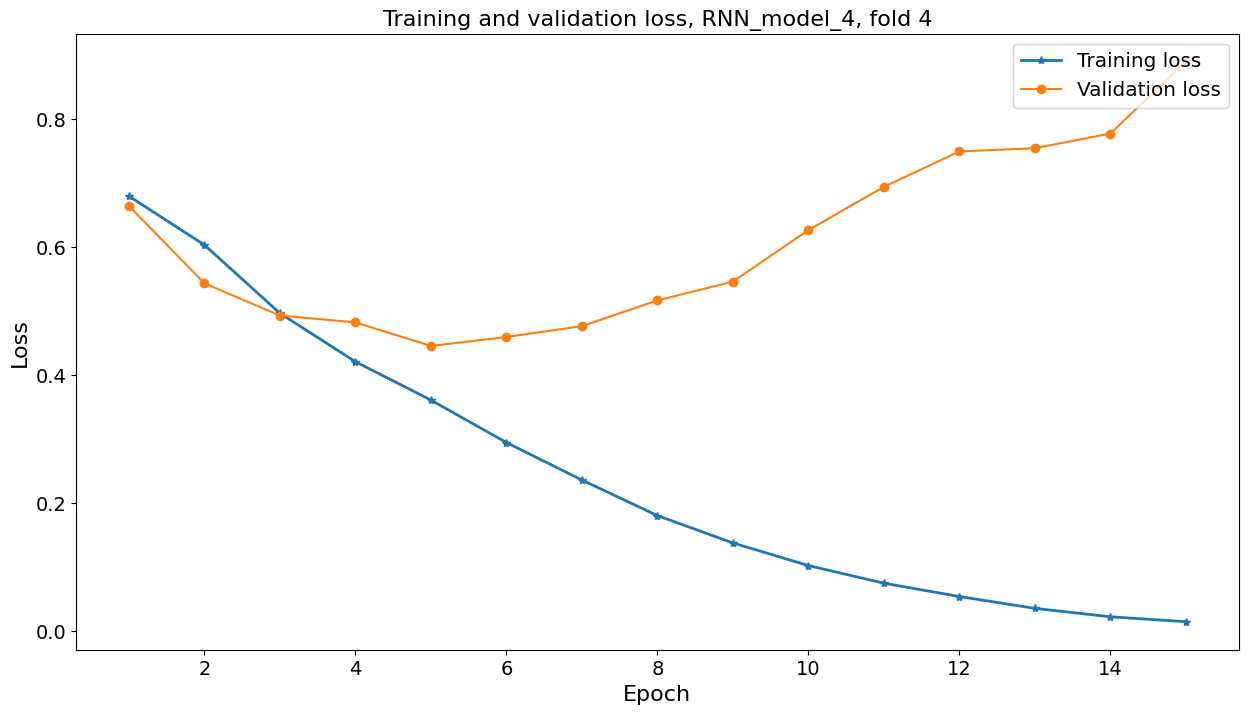 Training and validation loss, RNN_model_4, fold 4
Training loss
Validation loss
0.8
0.6
0.4
0.2
0.0
Loss
2 4 6 8 10 12 14
Epoch